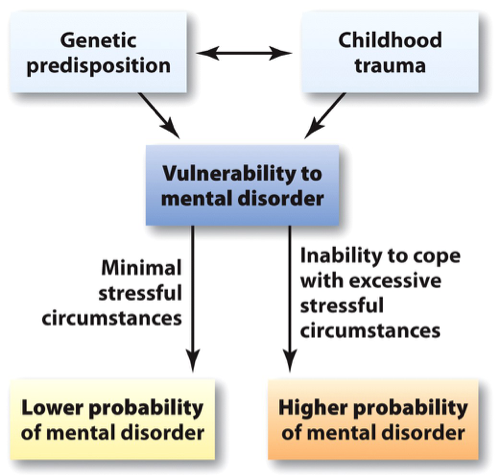 Genetic
predisposition
Childhood
trauma
Vulnerability to
mental disorder
Minimal
stressful
circumstances
Inability to cope
with excessive
stressful
circumstances
Lower probability
of mental disorder
Higher probability
of mental disorder